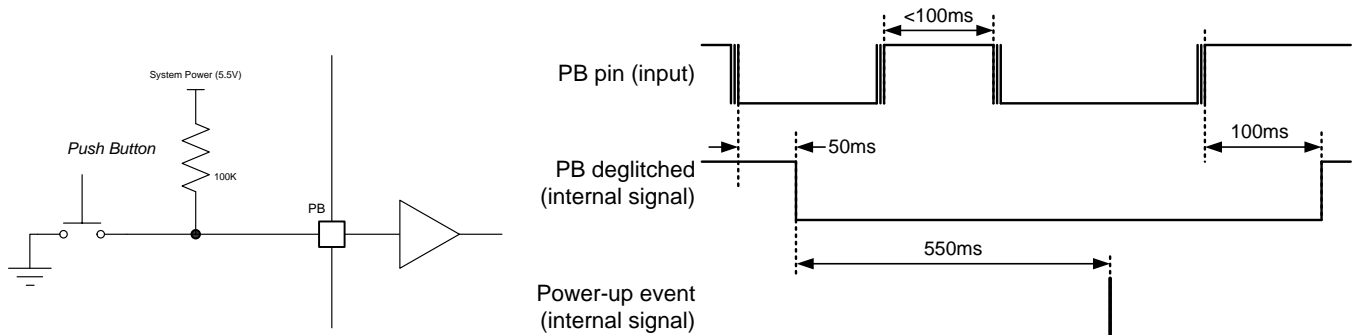 System Power (5.5V)
Push Button
100K
PB
<100ms
PB pin (input)
50ms
100ms
PB deglitched
(internal signal)
550ms
Power-up event
(internal signal)